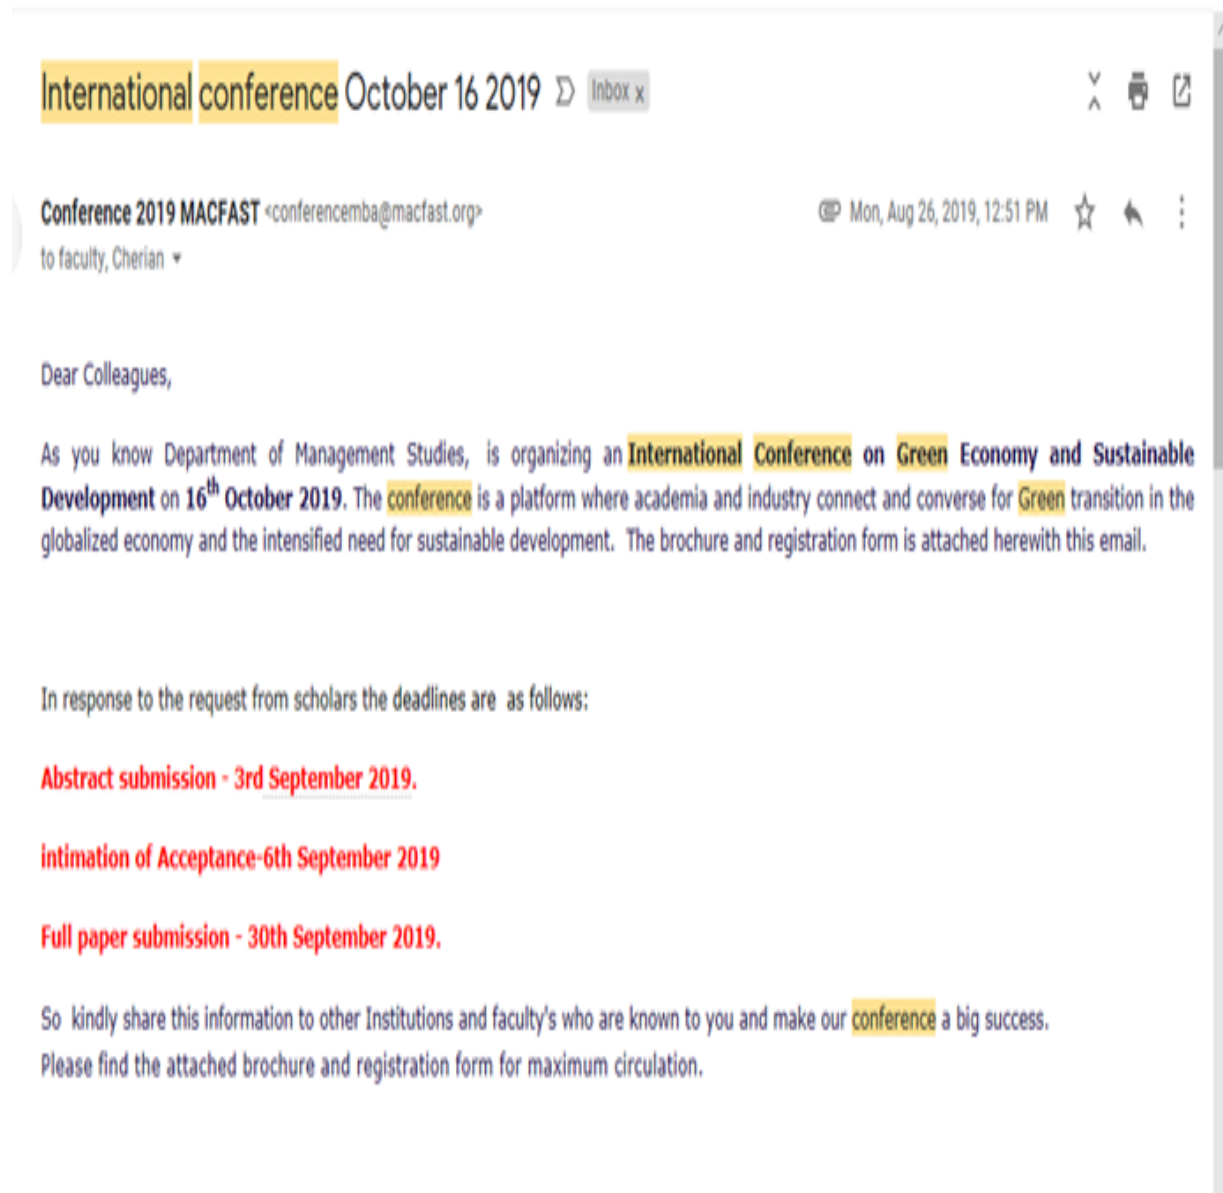 International conference October 16 2019 Inbox x
Conference 2019 MACFAST <conferencemba@macfast.org> Mon, Aug 26, 2019, 12:51 PM
to faculty, Cherian
Dear Colleagues,
As you know Department of Management Studies, is organizing an International Conference on Green Economy and Sustainable
Development on 16th October 2019. The conference is a platform where academia and industry connect and converse for Green transition in the
globalized economy and the intensified need for sustainable development. The brochure and registration form is attached herewith this email.
In response to the request from scholars the deadlines are as follows:
Abstract submission - 3rd September 2019.
intimation of Acceptance-6th September 2019
Full paper submission - 30th September 2019.
So kindly share this information to other Institutions and faculty's who are known to you and make our conference a big success.
Please find the attached brochure and registration form for maximum circulation.